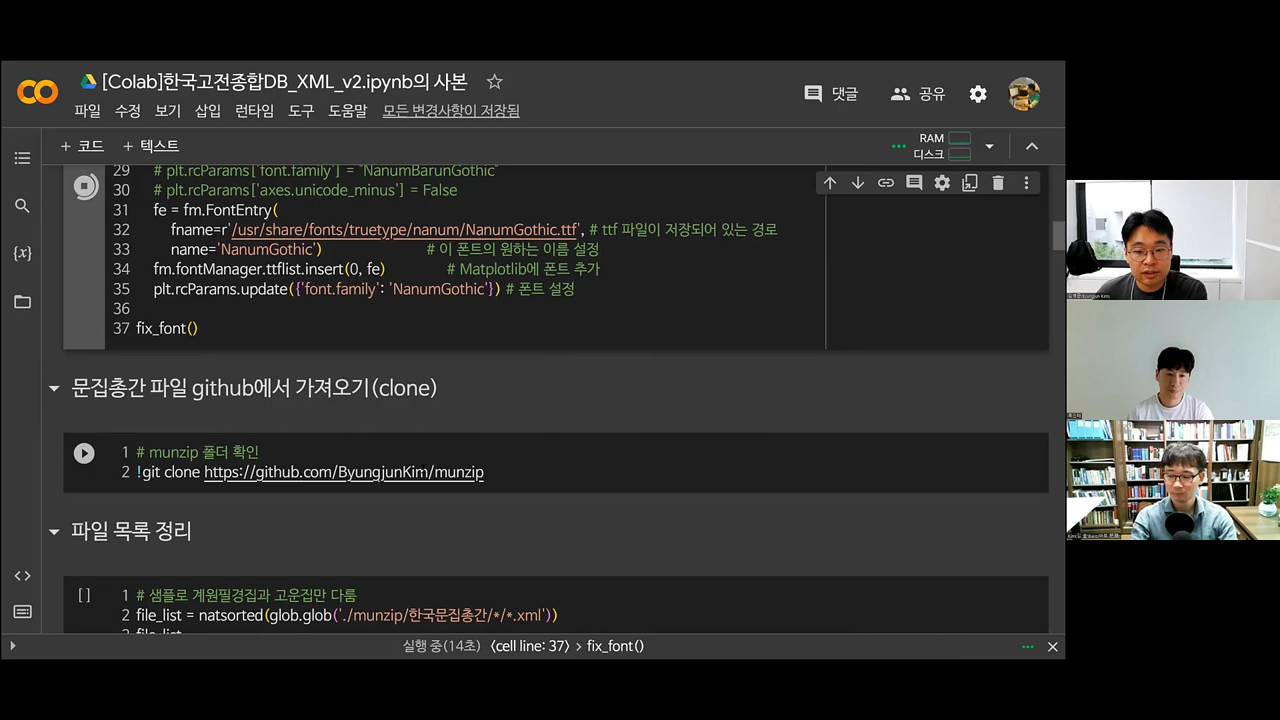 [Colab]한국고전종합DB_XML_v2.ipynb의 사본
파일 수정 보기 삽입 런타임 도구 도움말 모든 변경사항이 저장됨
댓글 공유
+ 코드 + 텍스트
RAM
디스크
29 # plt.rcParams['font.family'] = "NanumBarunGothic"
30 # plt.rcParams['axes.unicode_minus'] = False
31 fe = fm.FontEntry(
32 fname=r'/usr/share/fonts/truetype/nanum/NanumGothic.ttf', # ttf 파일이 저장되어 있는 경로
33 name='NanumGothic') # 이 폰트의 원하는 이름 설정
34 fm.fontManager.ttflist.insert(0, fe) # Matplotlib에 폰트 추가
35 plt.rcParams.update({'font.family': 'NanumGothic'}) # 폰트 설정
36
37 fix_font()
문집총간 파일 github에서 가져오기(clone)
1 # munzip 폴더 확인
2 !git clone https://github.com/ByungjunKim/munzip
파일 목록 정리
[ ] 1 # 샘플로 계원필경집과 고운집만 다룸
2 file_list = natsorted(glob.glob('./munzip/한국문집총간/*/*.xml'))
3 file_list
실행 중(14초) 〈cell line: 37〉 > fix_font()